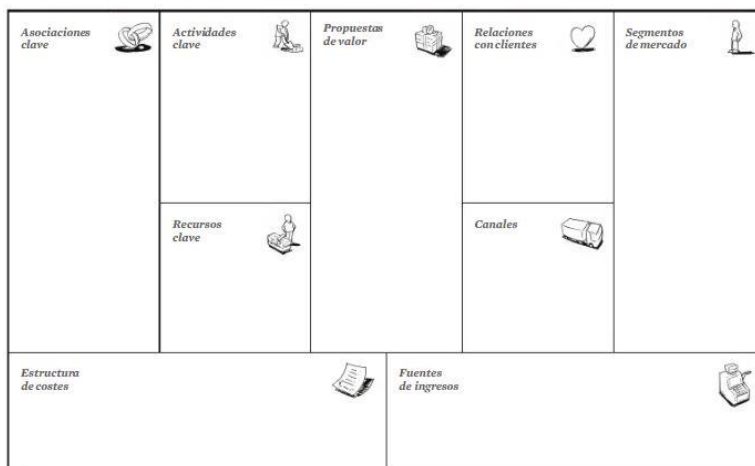 Asociaciones
clave
Actividades
clave
Propuestas
de valor
Relaciones
con clientes
Segmentos
de mercado
Recursos
clave
Canales
Estructura
de costes
Fuentes
de ingresos